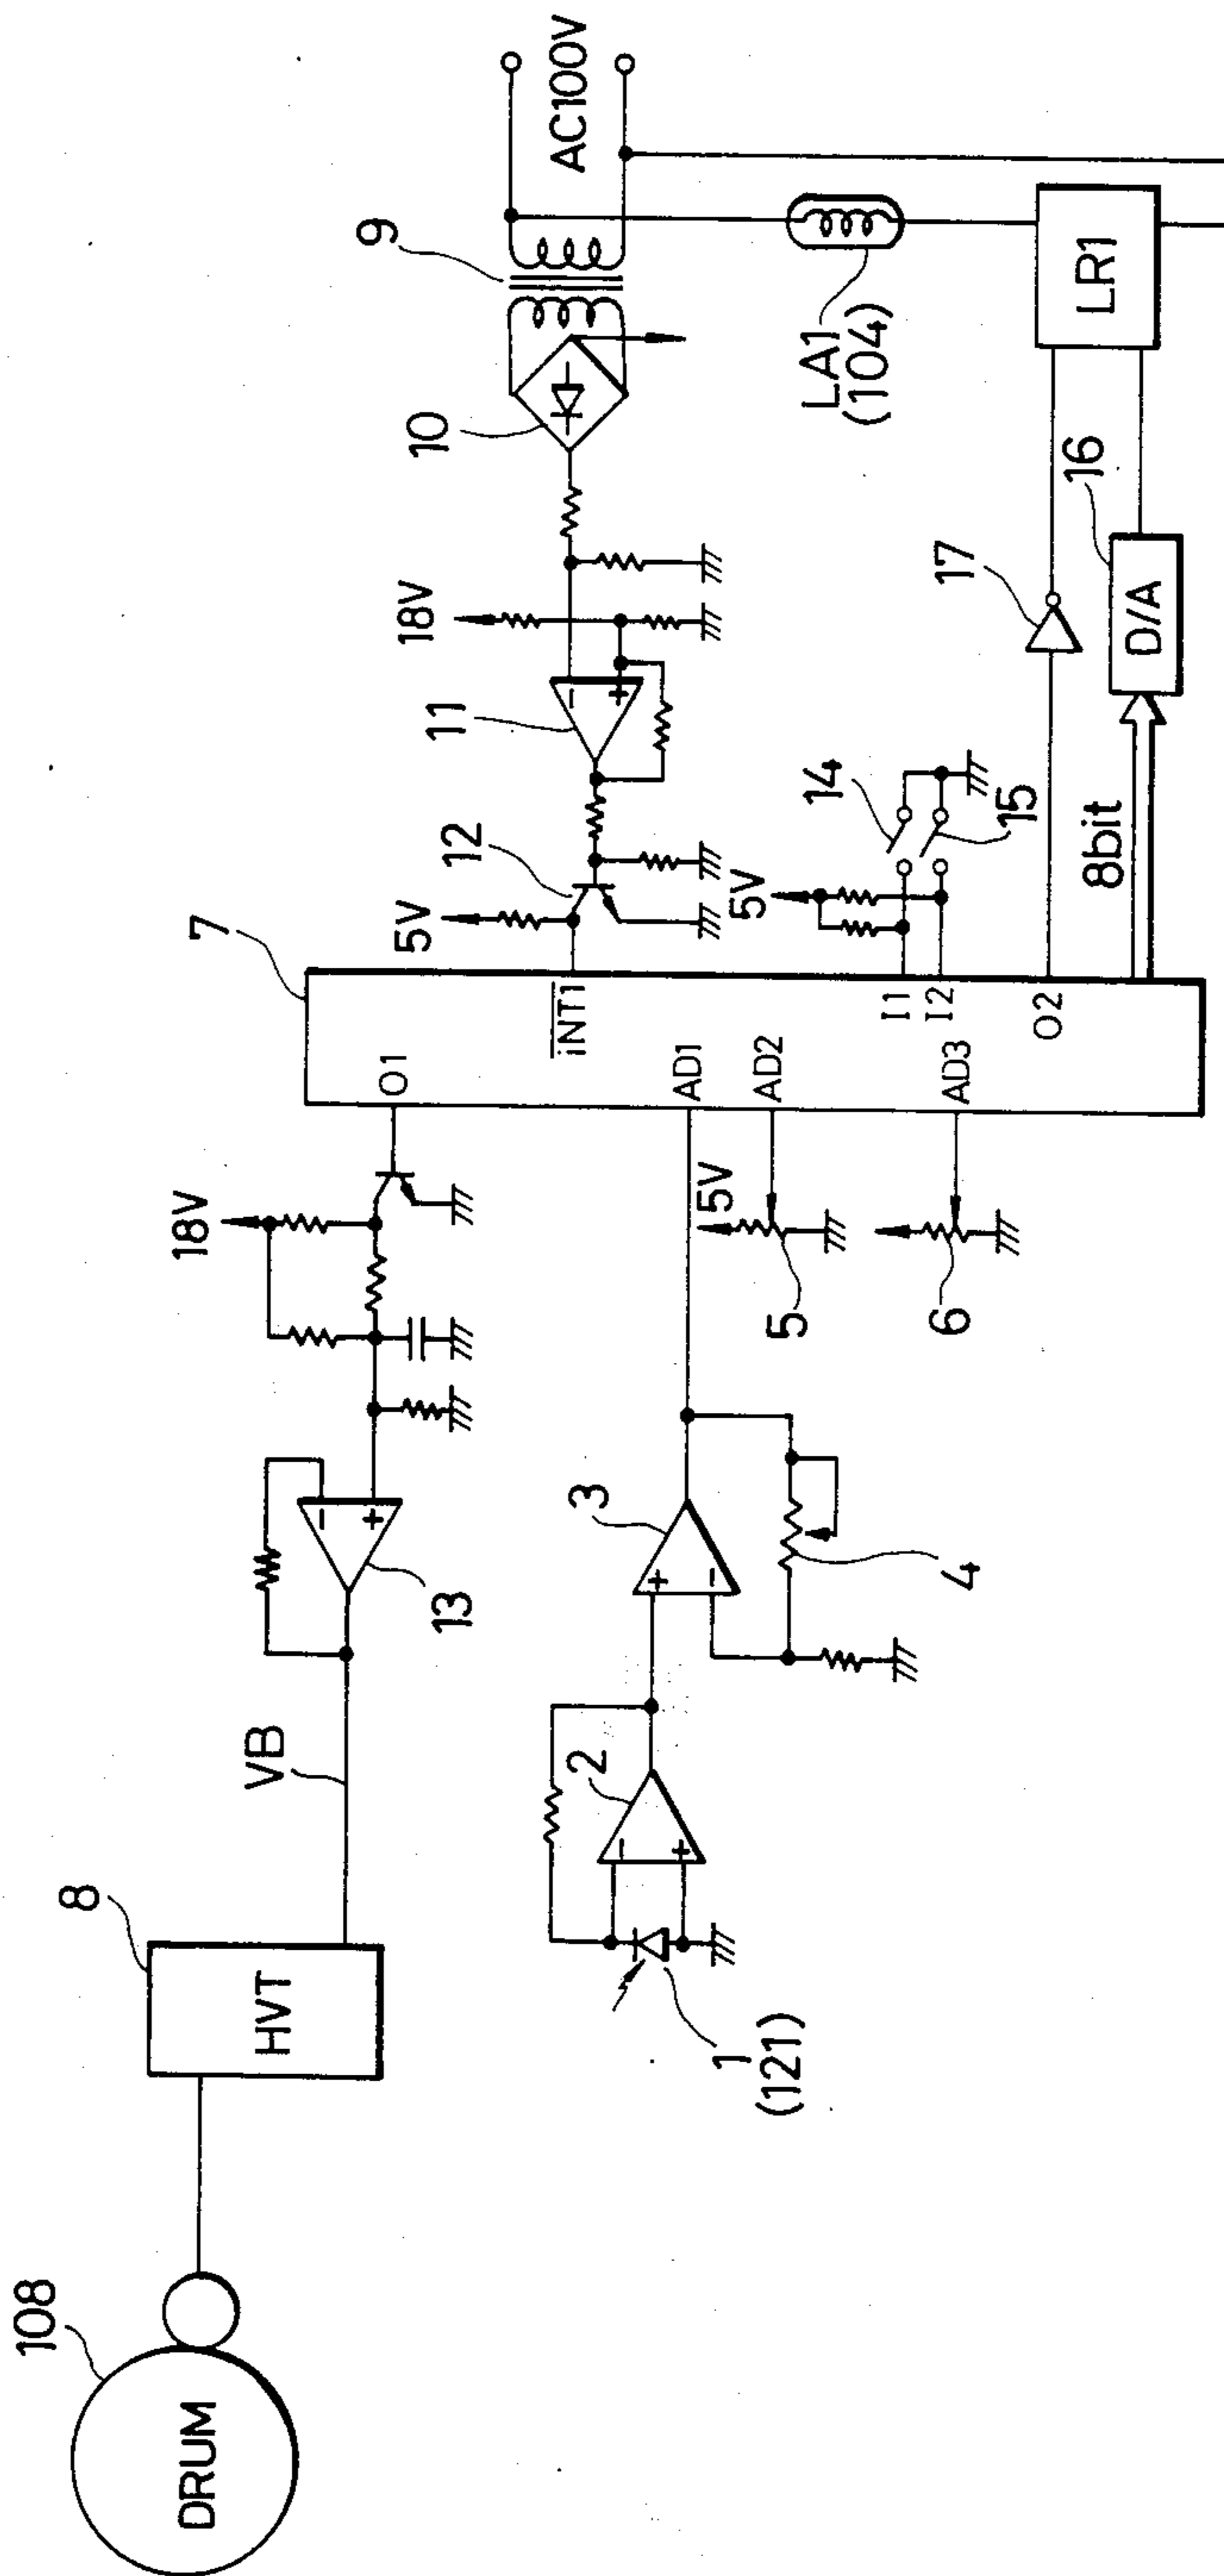 108
DRUM
8
HVT
VB
13
18V
O1
7
iNT1
5V
12
11
18V
10
9
AC100V
1
(121)
2
3
4
AD1
5V
5
AD2
6
AD3
I1
I2
5V
14
15
O2
17
8bit
D/A
16
LR1
LA1
(104)